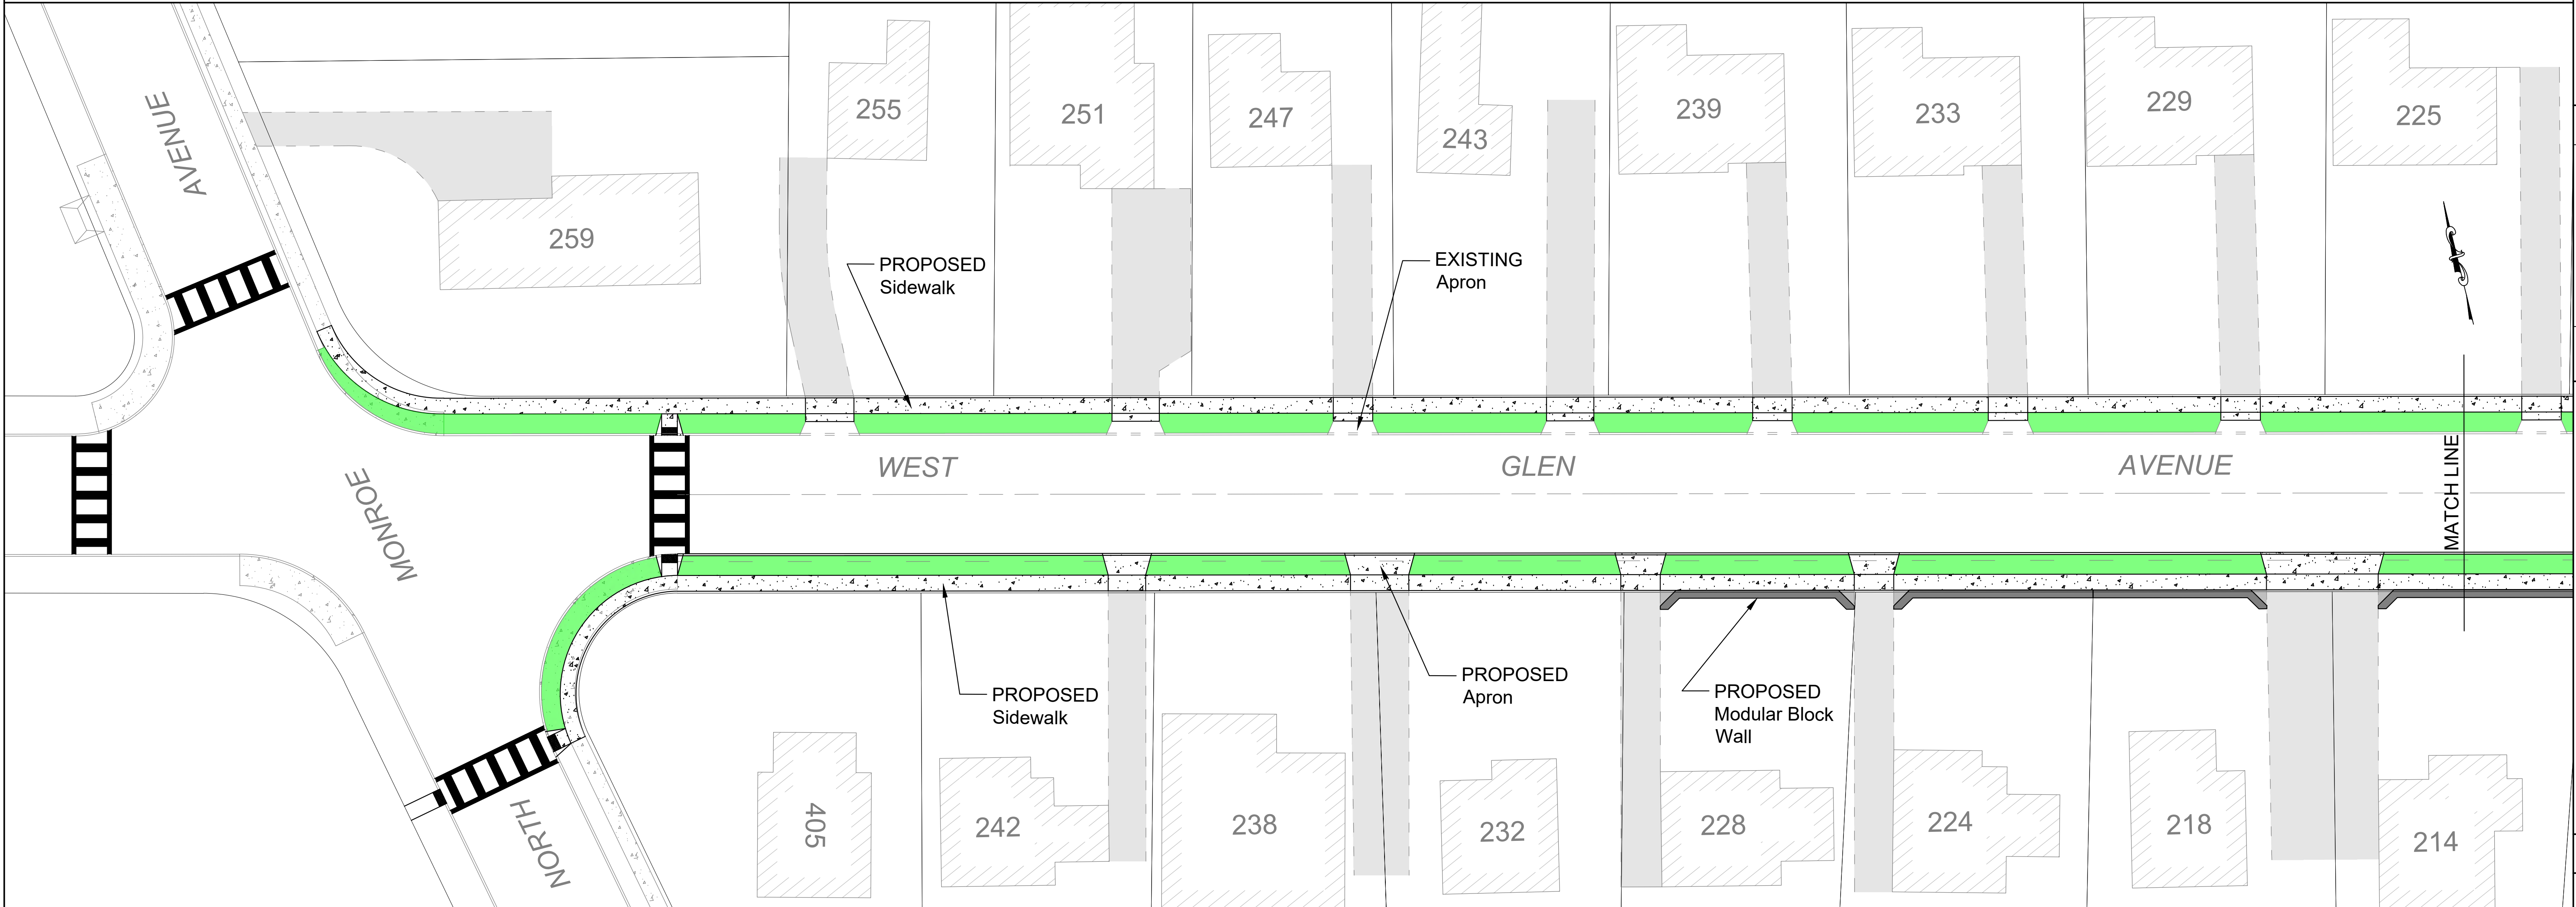 AVENUE
259
255
251
247
243
239
233
229
225
PROPOSED
Sidewalk
EXISTING
Apron
WEST GLEN AVENUE
MATCH LINE
MONROE
NORTH
PROPOSED
Sidewalk
PROPOSED
Apron
PROPOSED
Modular Block
Wall
405
242
238
232
228
224
218
214